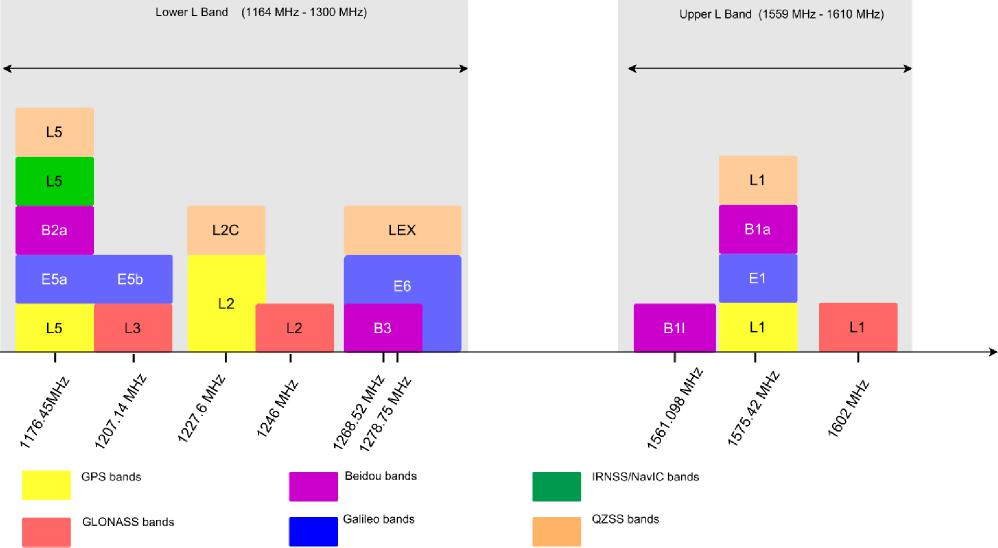 Lower L Band (1164 MHz - 1300 MHz)
Upper L Band (1559 MHz - 1610 MHz)
L5
L5
L1
B2a
L2C
LEX
B1a
E5a
E5b
L2
E6
E1
L5
L3
L2
B3
B1I
L1
L1
1176.45MHz
1207.14 MHz
1227.6 MHz
1246 MHz
1268.52 MHz
1278.75 MHz
1561.098 MHz
1575.42 MHz
1602 MHz
GPS bands
Beidou bands
IRNSS/NavIC bands
GLONASS bands
Galileo bands
QZSS bands